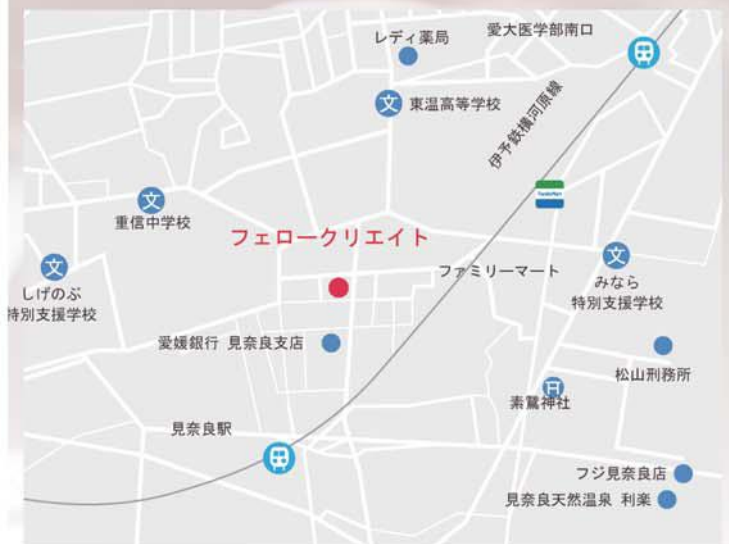 レディ薬局
愛大医学部南口
文
東温高等学校
伊予鉄横河原線
FamilyMart
文
重信中学校
フェロークリエイト
文
しげのぶ
特別支援学校
ファミリーマート
文
みなら
特別支援学校
愛媛銀行 見奈良支店
松山刑務所
素鵞神社
見奈良駅
フジ見奈良店
見奈良天然温泉 利楽